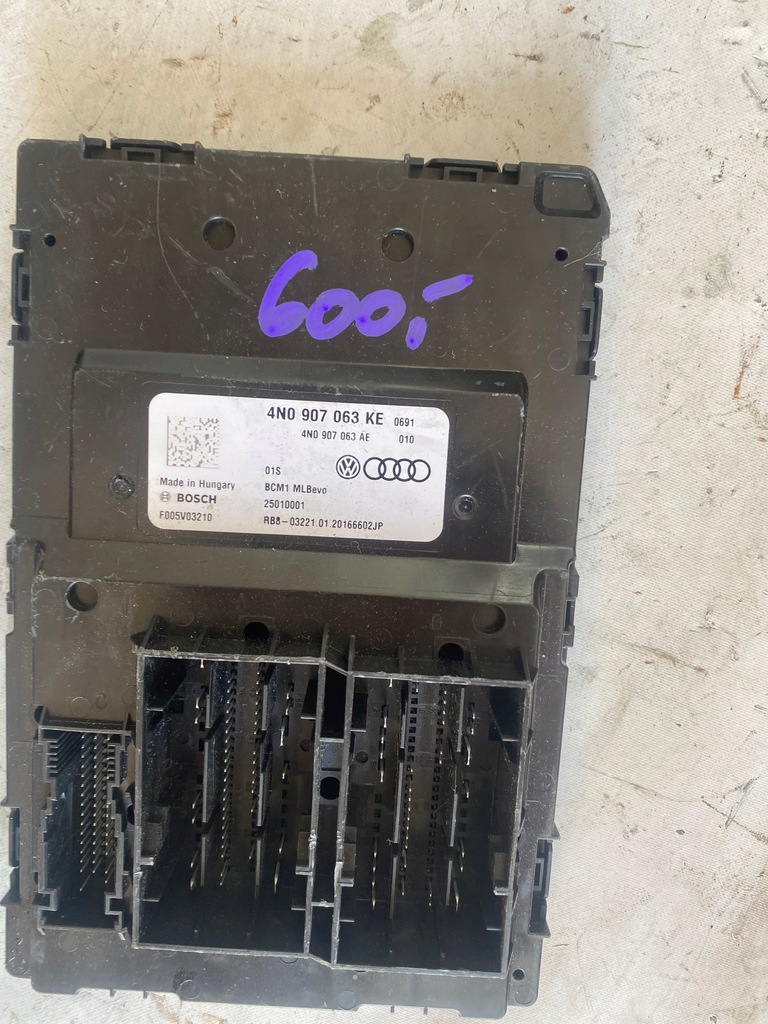 600,-
4N0 907 063 KE 0691
4N0 907 063 AE 010
01S
Made in Hungary BCM1 MLBevo
BOSCH 25010001
F005V03210 RB8-03221.01.20166602JP